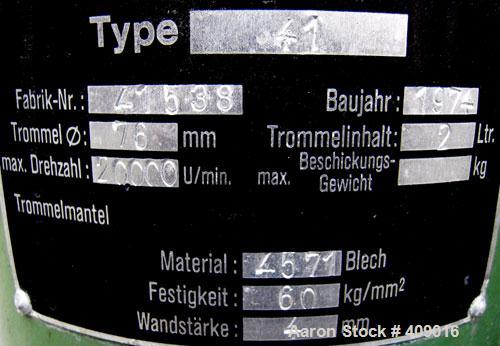 Type 41
Fabrik-Nr.: 41538 Baujahr: 1974
Trommel Ø: 76 mm Trommelinhalt: 2 Ltr.
max. Drehzahl: 20000 U/min. max. Beschickungs-Gewicht kg
Trommelmantel
Material: 4571 Blech
Festigkeit: 60 kg/mm²
Wandstärke: 4 mm
Aaron Stock # 409016